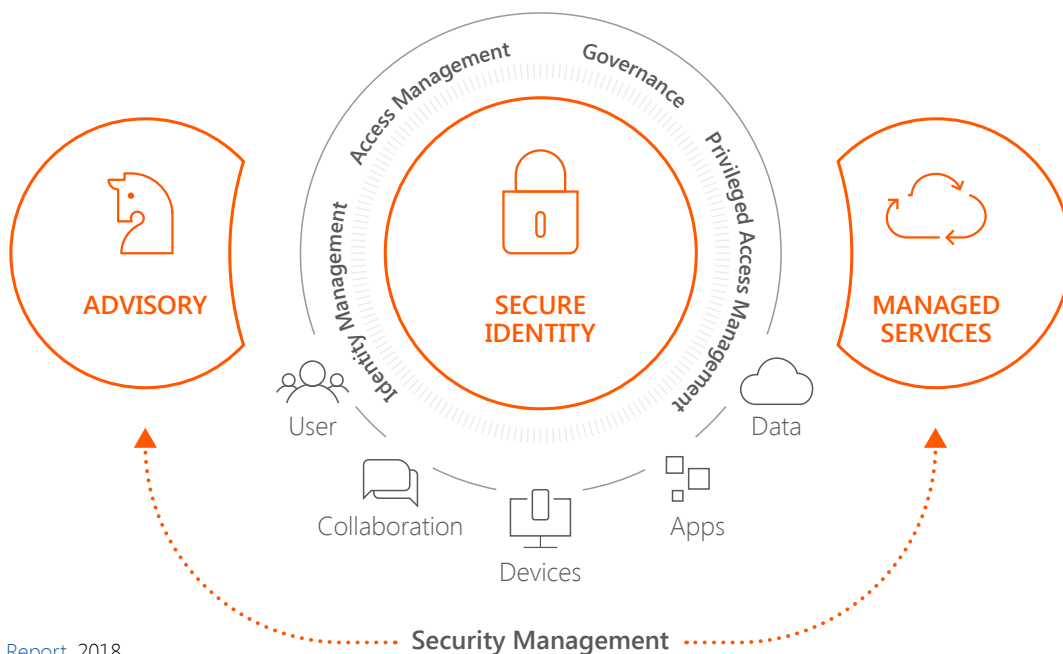 Access Management
Governance
Identity Management
Privileged Access Management
ADVISORY
SECURE
IDENTITY
MANAGED
SERVICES
User
Data
Collaboration
Apps
Devices
Security Management
Report, 2018